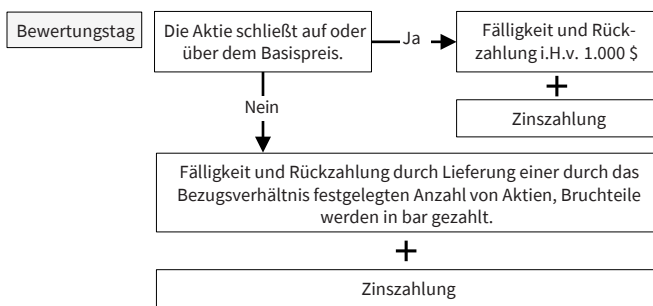 Bewertungstag
Die Aktie schließt auf oder
über dem Basispreis.
Ja
Fälligkeit und Rück-
zahlung i.H.v. 1.000 $
+
Zinszahlung
Nein
Fälligkeit und Rückzahlung durch Lieferung einer durch das
Bezugsverhältnis festgelegten Anzahl von Aktien, Bruchteile
werden in bar gezahlt.
+
Zinszahlung